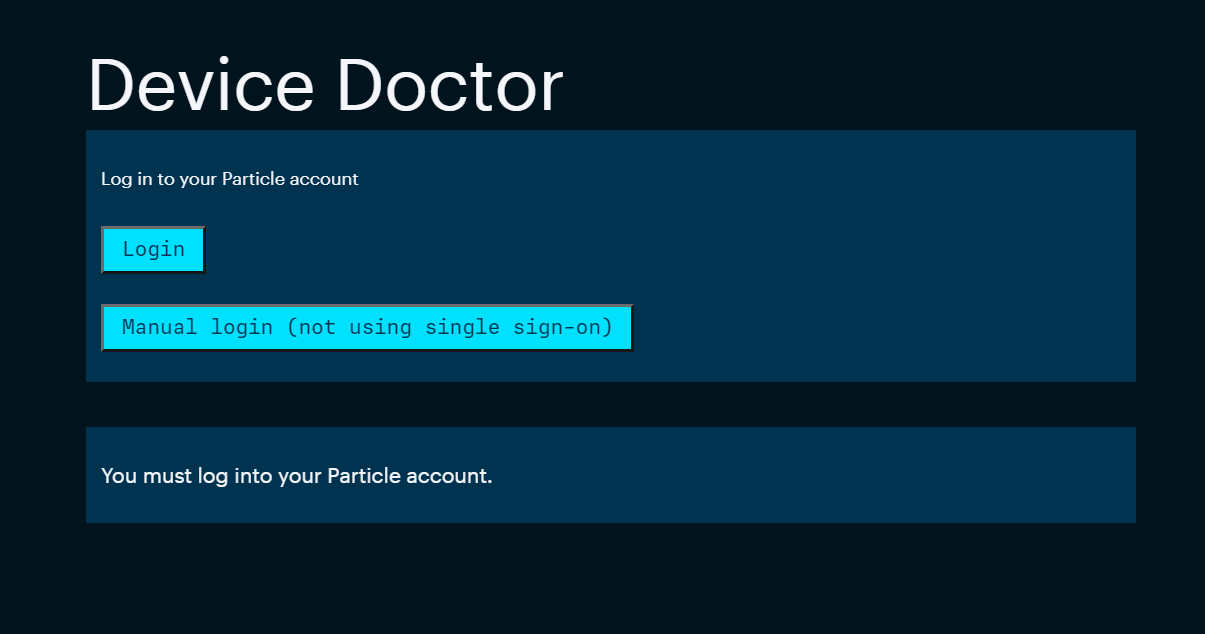 Device Doctor
Log in to your Particle account
Login
Manual login (not using single sign-on)
You must log into your Particle account.